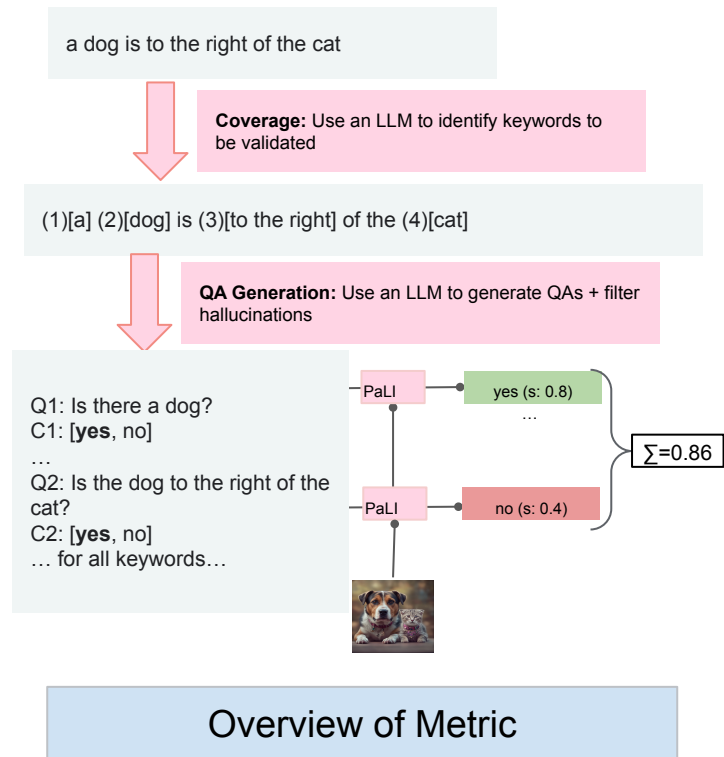 a dog is to the right of the cat
Coverage: Use an LLM to identify keywords to
be validated
(1)[a] (2)[dog] is (3)[to the right] of the (4)[cat]
QA Generation: Use an LLM to generate QAs + filter
hallucinations
Q1: Is there a dog?
C1: [yes, no]
…
Q2: Is the dog to the right of the
cat?
C2: [yes, no]
… for all keywords…
PaLI
yes (s: 0.8)
…
PaLI
no (s: 0.4)
∑=0.86
Overview of Metric